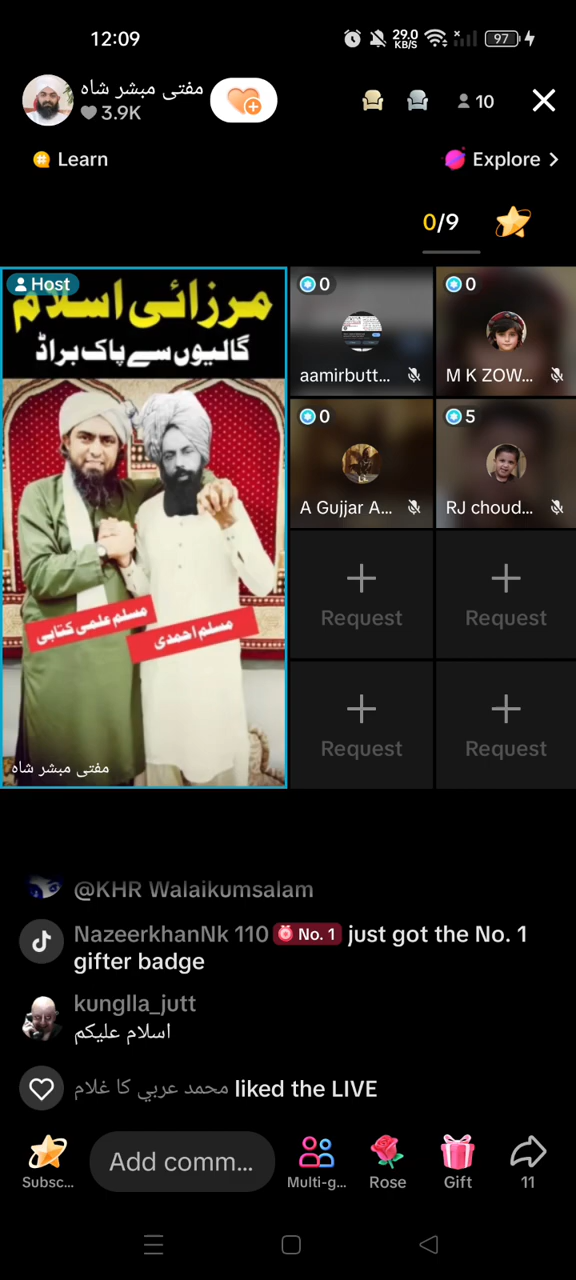 12:09
29.0
KB/S
97
مفتی مبشر شاہ
3.9K
10
Learn
Explore
0/9
Host
مرزائی اسلام
گالیوں سے پاک براڈ
مسلم علمی کتابی
مسلم احمدی
مفتی مبشر شاہ
0
aamirbutt...
0
M K ZOW...
0
A Gujjar A...
5
RJ choud...
Request
Request
Request
Request
@KHR Walaikumsalam
NazeerkhanNk 110 No. 1 just got the No. 1
gifter badge
kunglla_jutt
اسلام علیکم
محمد عربي کا غلام liked the LIVE
Subsc...
Add comm...
Multi-g...
Rose
Gift
11